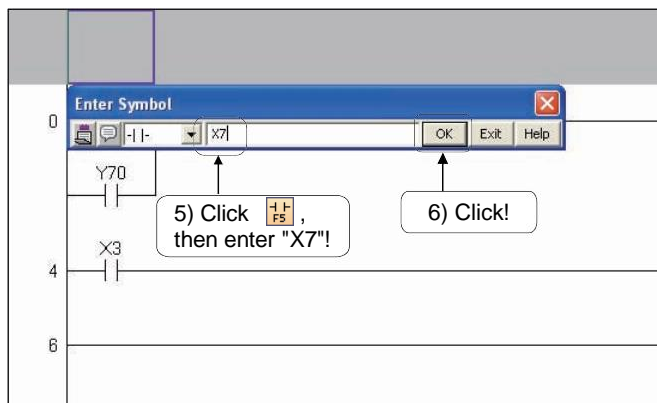 Enter Symbol
0
-| |-
X7
OK
Exit
Help
Y70
5) Click F5 ,
then enter "X7"!
6) Click!
X3
4
6